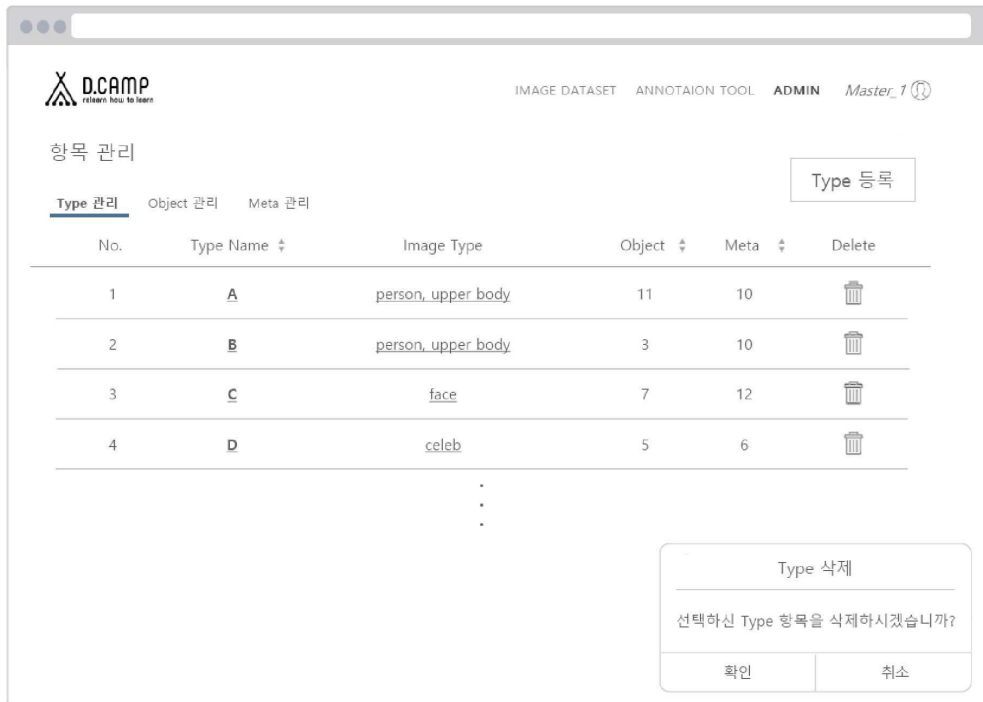 D.CAMP
relearn how to learn
IMAGE DATASET ANNOTAION TOOL ADMIN Master_1
항목 관리
Type 등록
Type 관리 Object 관리 Meta 관리
No. Type Name Image Type Object Meta Delete
1 A person, upper body 11 10
2 B person, upper body 3 10
3 C face 7 12
4 D celeb 5 6
Type 삭제
선택하신 Type 항목을 삭제하시겠습니까?
확인 취소